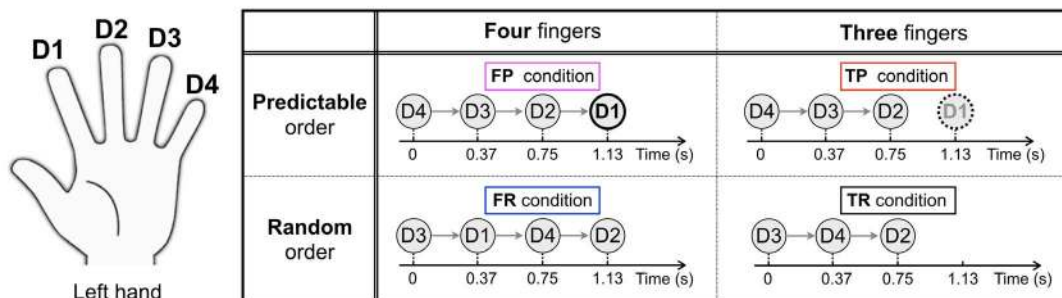 D1
D2
D3
D4
Left hand
Four fingers
Three fingers
Predictable
order
FP condition
D4 D3 D2 D1
0 0.37 0.75 1.13 Time (s)
TP condition
D4 D3 D2 D1
0 0.37 0.75 1.13 Time (s)
Random
order
FR condition
D3 D1 D4 D2
0 0.37 0.75 1.13 Time (s)
TR condition
D3 D4 D2
0 0.37 0.75 1.13 Time (s)